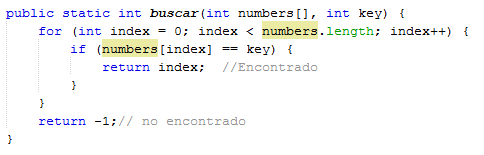 public static int buscar(int numbers[], int key) {
    for (int index = 0; index < numbers.length; index++) {
        if (numbers[index] == key) {
            return index;  //Encontrado
        }
    }
    return -1;// no encontrado
}